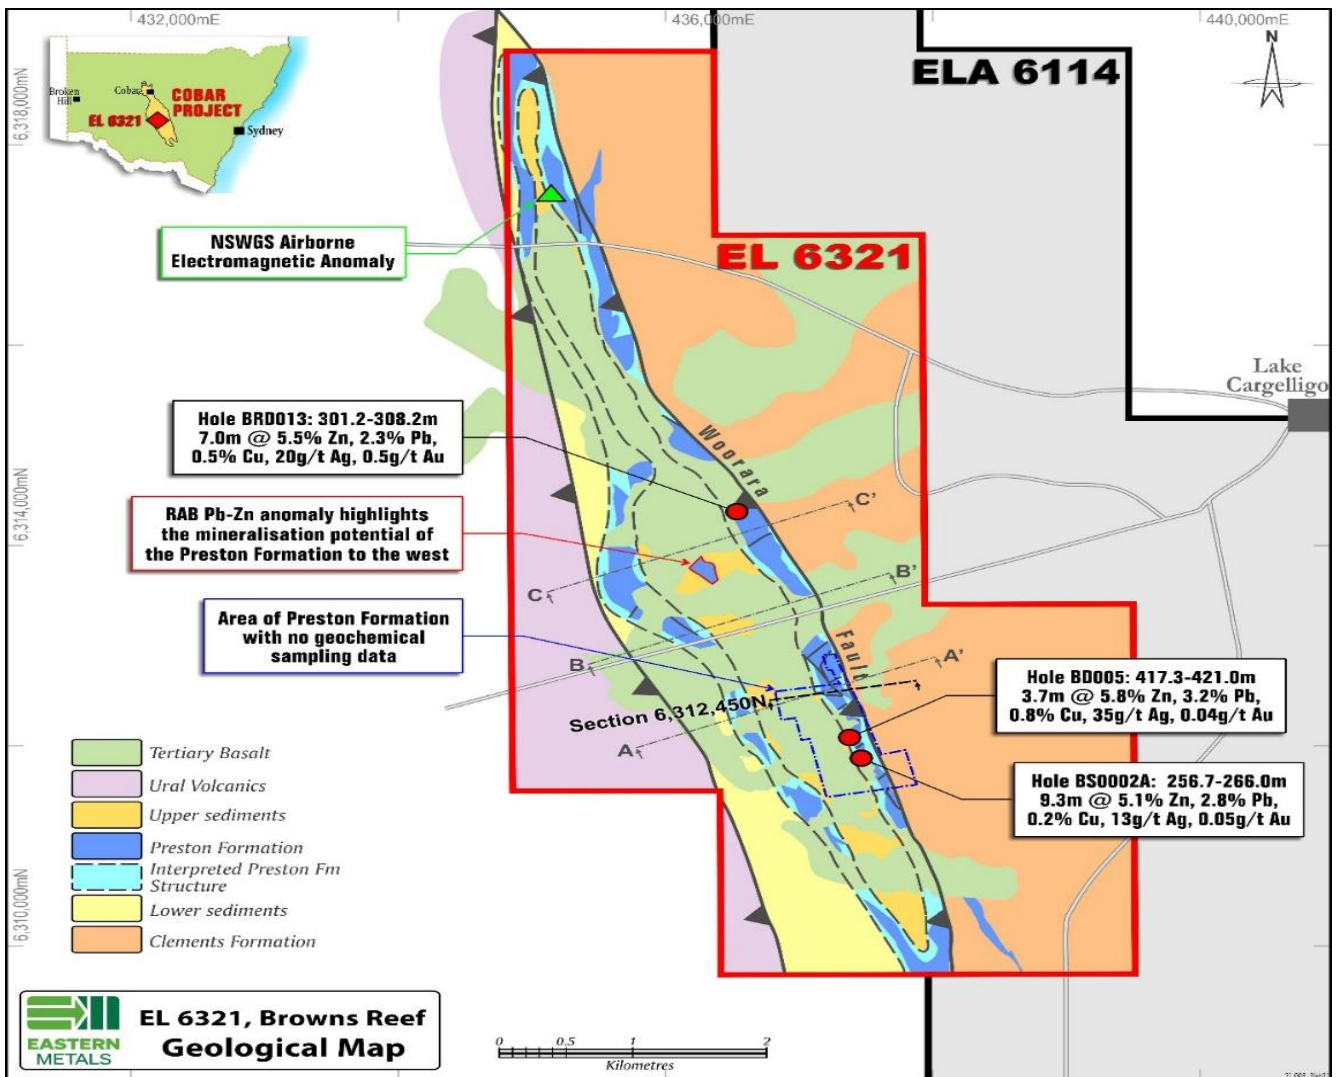 432,000mE
436,000mE
440,000mE
6,318,000mN
6,314,000mN
6,310,000mN
Broken
Hill
Cobar
COBAR
PROJECT
EL 6321
Sydney
ELA 6114
N
EL 6321
NSWGS Airborne
Electromagnetic Anomaly
Lake
Cargelligo
Hole BRD013: 301.2-308.2m
7.0m @ 5.5% Zn, 2.3% Pb,
0.5% Cu, 20g/t Ag, 0.5g/t Au
Woorara
RAB Pb-Zn anomaly highlights
the mineralisation potential of
the Preston Formation to the west
C
C'
Area of Preston Formation
with no geochemical
sampling data
B
B'
Fault
A
A'
Section 6,312,450N
Hole BD005: 417.3-421.0m
3.7m @ 5.8% Zn, 3.2% Pb,
0.8% Cu, 35g/t Ag, 0.04g/t Au
Hole BS0002A: 256.7-266.0m
9.3m @ 5.1% Zn, 2.8% Pb,
0.2% Cu, 13g/t Ag, 0.05g/t Au
Tertiary Basalt
Ural Volcanics
Upper sediments
Preston Formation
Interpreted Preston Fm
Structure
Lower sediments
Clements Formation
EASTERN
METALS
EL 6321, Browns Reef
Geological Map
0 0.5 1 2
Kilometres